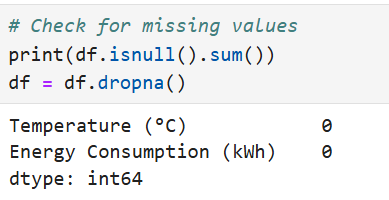 # Check for missing values
print(df.isnull().sum())
df = df.dropna()
Temperature (°C) 0
Energy Consumption (kWh) 0
dtype: int64